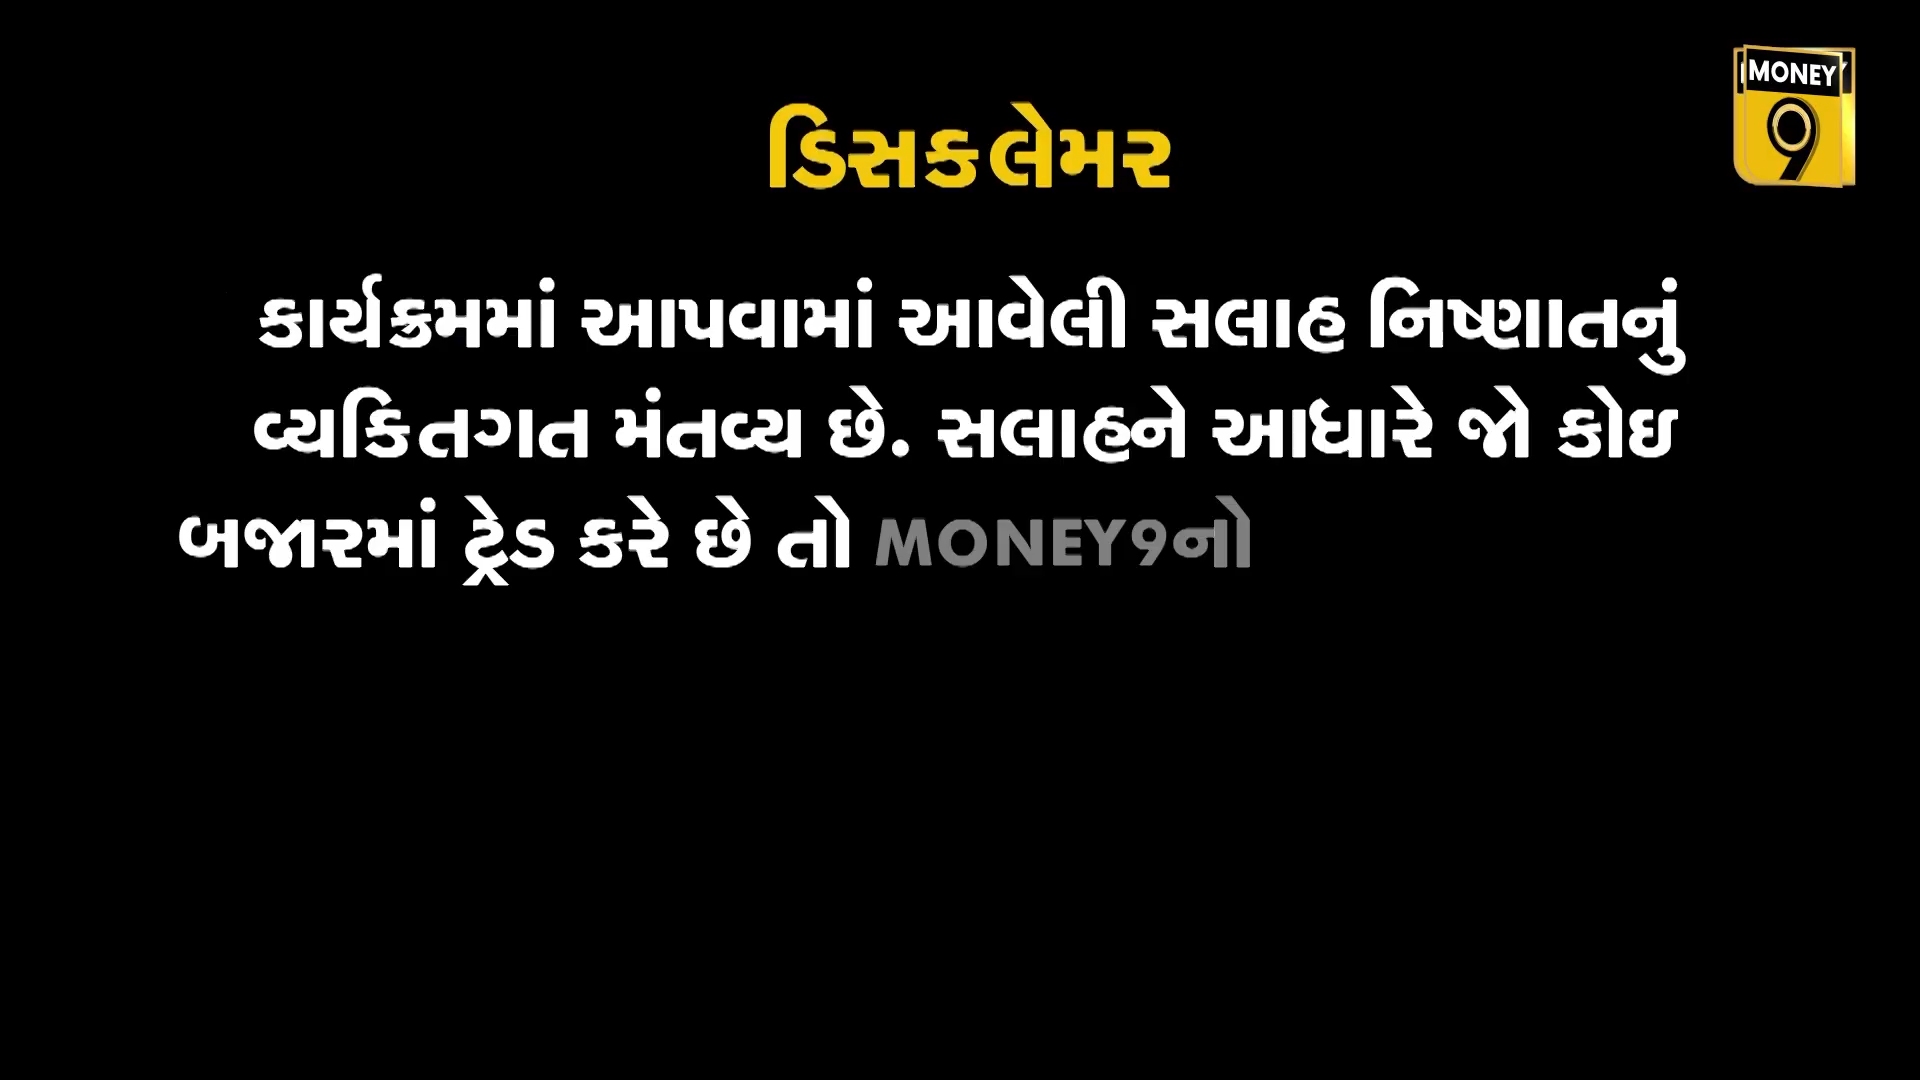 MONEY
9
ડિસક્લેમર
કાર્યક્રમમાં આપવામાં આવેલી સલાહ નિષ્ણાતનું
વ્યકિતગત મંતવ્ય છે. સલાહને આધારે જો કોઇ
બજારમાં ટ્રેડ કરે છે તો MONEY9નો